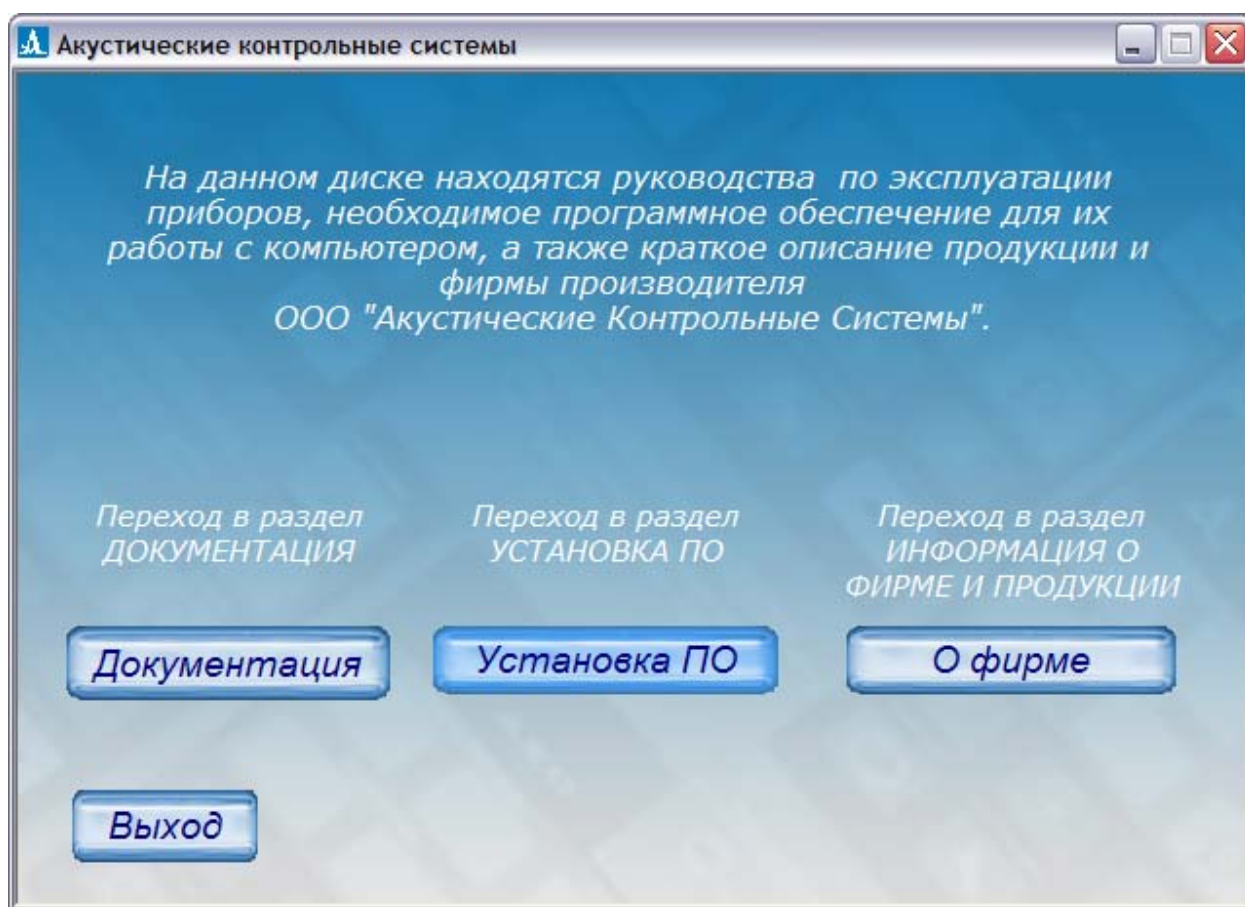 Акустические контрольные системы
На данном диске находятся руководства по эксплуатации
приборов, необходимое программное обеспечение для их
работы с компьютером, а также краткое описание продукции и
фирмы производителя
ООО "Акустические Контрольные Системы".
Переход в раздел
ДОКУМЕНТАЦИЯ
Переход в раздел
УСТАНОВКА ПО
Переход в раздел
ИНФОРМАЦИЯ О
ФИРМЕ И ПРОДУКЦИИ
Документация
Установка ПО
О фирме
Выход